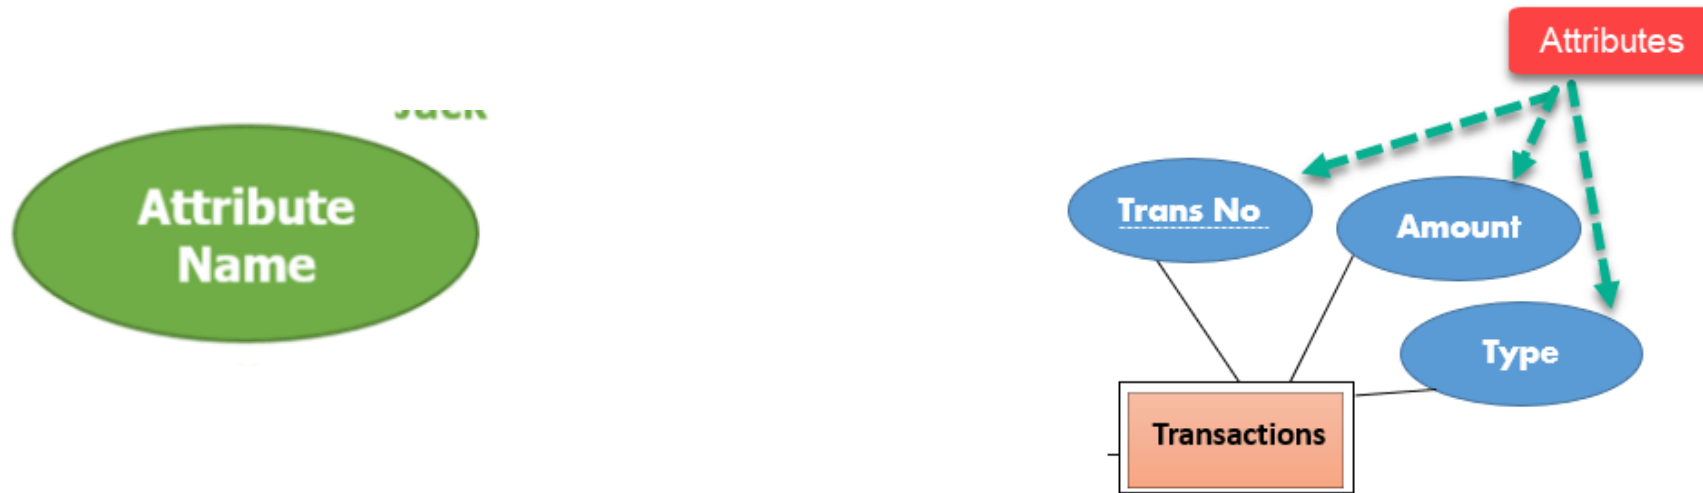 Attribute
Name
Attributes
Trans No
Amount
Type
Transactions